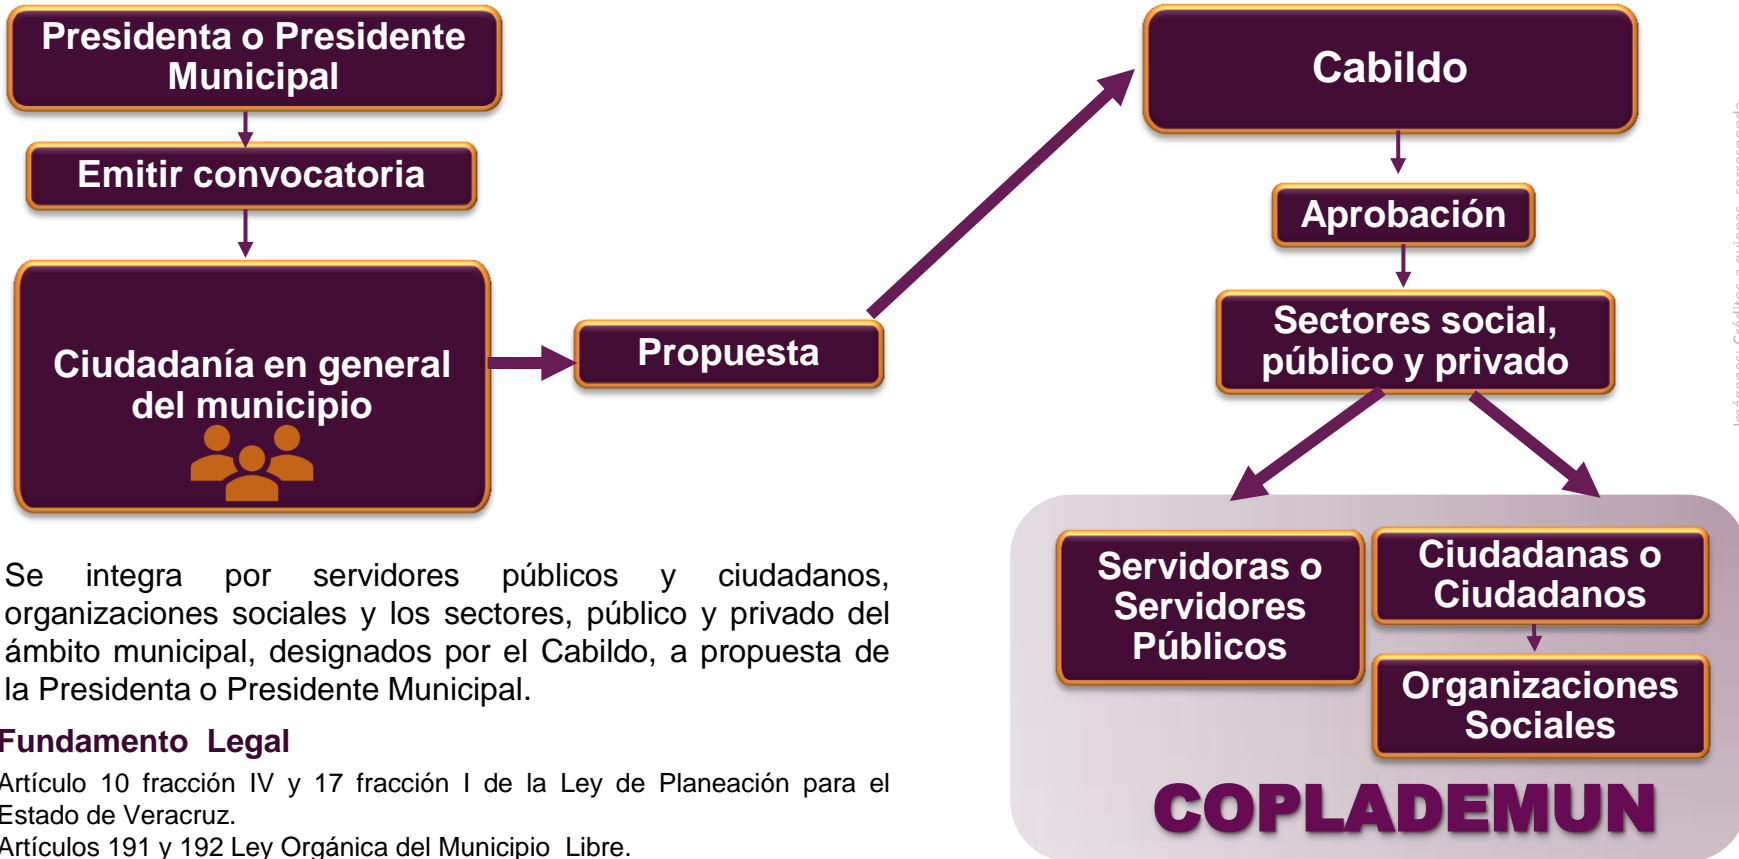 Presidenta o Presidente
Municipal
Emitir convocatoria
Ciudadanía en general
del municipio
Propuesta
Cabildo
Aprobación
Sectores social,
público y privado
Servidoras o
Servidores
Públicos
Ciudadanas o
Ciudadanos
Organizaciones
Sociales
COPLADEMUN
Se integra por servidores públicos y ciudadanos,
organizaciones sociales y los sectores, público y privado del
ámbito municipal, designados por el Cabildo, a propuesta de
la Presidenta o Presidente Municipal.
Fundamento Legal
Artículo 10 fracción IV y 17 fracción I de la Ley de Planeación para el
Estado de Veracruz.
Artículos 191 y 192 Ley Orgánica del Municipio Libre.
Imágenes: Créditos a quienes corresponda